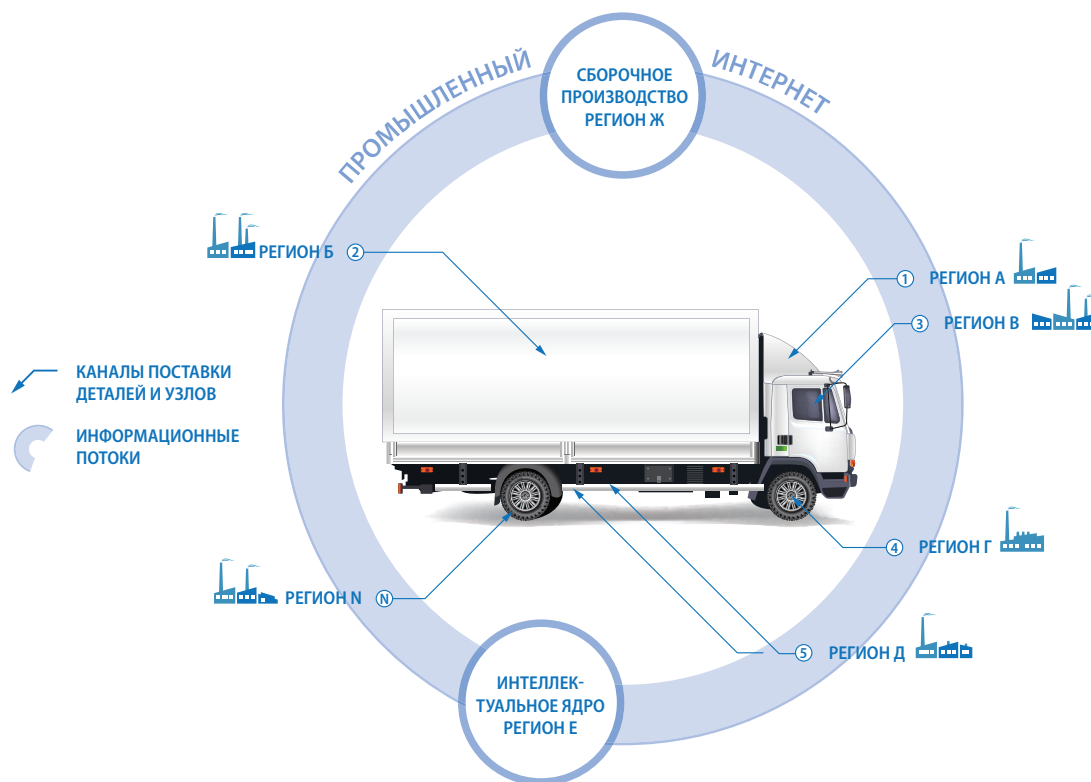 ПРОМЫШЛЕННЫЙ
ИНТЕРНЕТ
СБОРОЧНОЕ
ПРОИЗВОДСТВО
РЕГИОН Ж
РЕГИОН Б 2
1 РЕГИОН А
3 РЕГИОН В
КАНАЛЫ ПОСТАВКИ
ДЕТАЛЕЙ И УЗЛОВ
ИНФОРМАЦИОННЫЕ
ПОТОКИ
4 РЕГИОН Г
РЕГИОН N N
5 РЕГИОН Д
ИНТЕЛЛЕК-
ТУАЛЬНОЕ ЯДРО
РЕГИОН Е